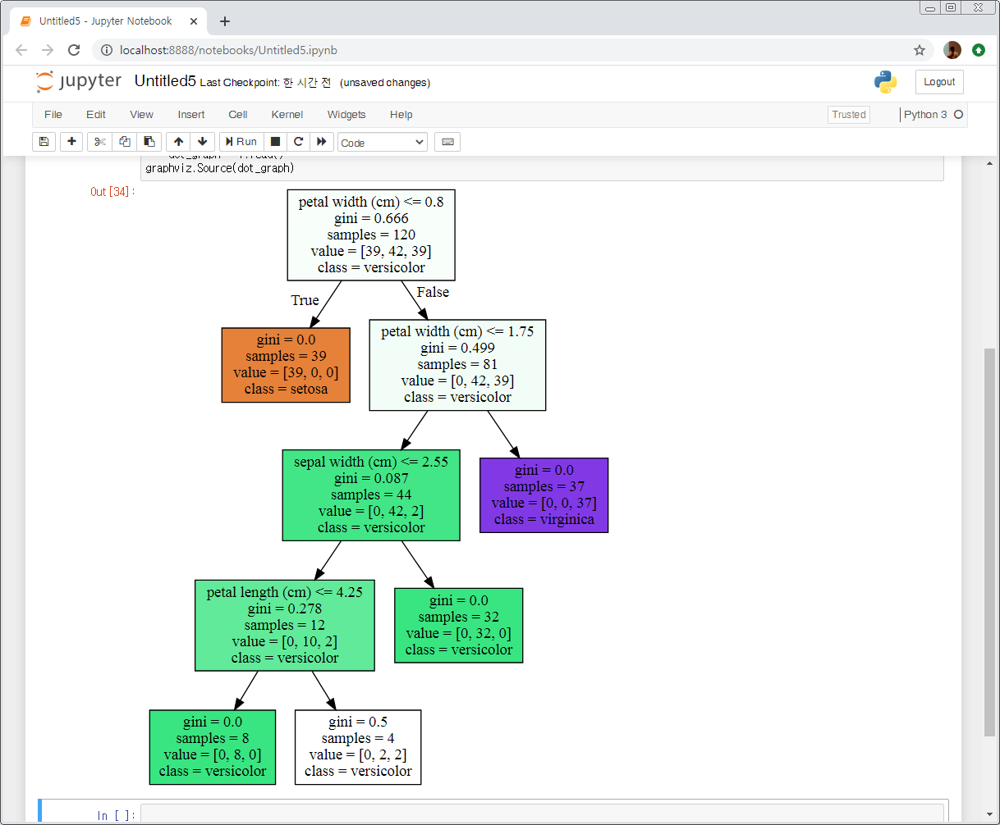 Untitled5 - Jupyter Notebook
localhost:8888/notebooks/Untitled5.ipynb
jupyter Untitled5 Last Checkpoint: 한 시간 전 (unsaved changes)
Logout
File Edit View Insert Cell Kernel Widgets Help
Trusted Python 3
Run Code
dot_graph = f.read()
graphviz.Source(dot_graph)
Out [34]:
petal width (cm) <= 0.8
gini = 0.666
samples = 120
value = [39, 42, 39]
class = versicolor
True
False
gini = 0.0
samples = 39
value = [39, 0, 0]
class = setosa
petal width (cm) <= 1.75
gini = 0.499
samples = 81
value = [0, 42, 39]
class = versicolor
sepal width (cm) <= 2.55
gini = 0.087
samples = 44
value = [0, 42, 2]
class = versicolor
gini = 0.0
samples = 37
value = [0, 0, 37]
class = virginica
petal length (cm) <= 4.25
gini = 0.278
samples = 12
value = [0, 10, 2]
class = versicolor
gini = 0.0
samples = 32
value = [0, 32, 0]
class = versicolor
gini = 0.0
samples = 8
value = [0, 8, 0]
class = versicolor
gini = 0.5
samples = 4
value = [0, 2, 2]
class = versicolor
In [ ]: